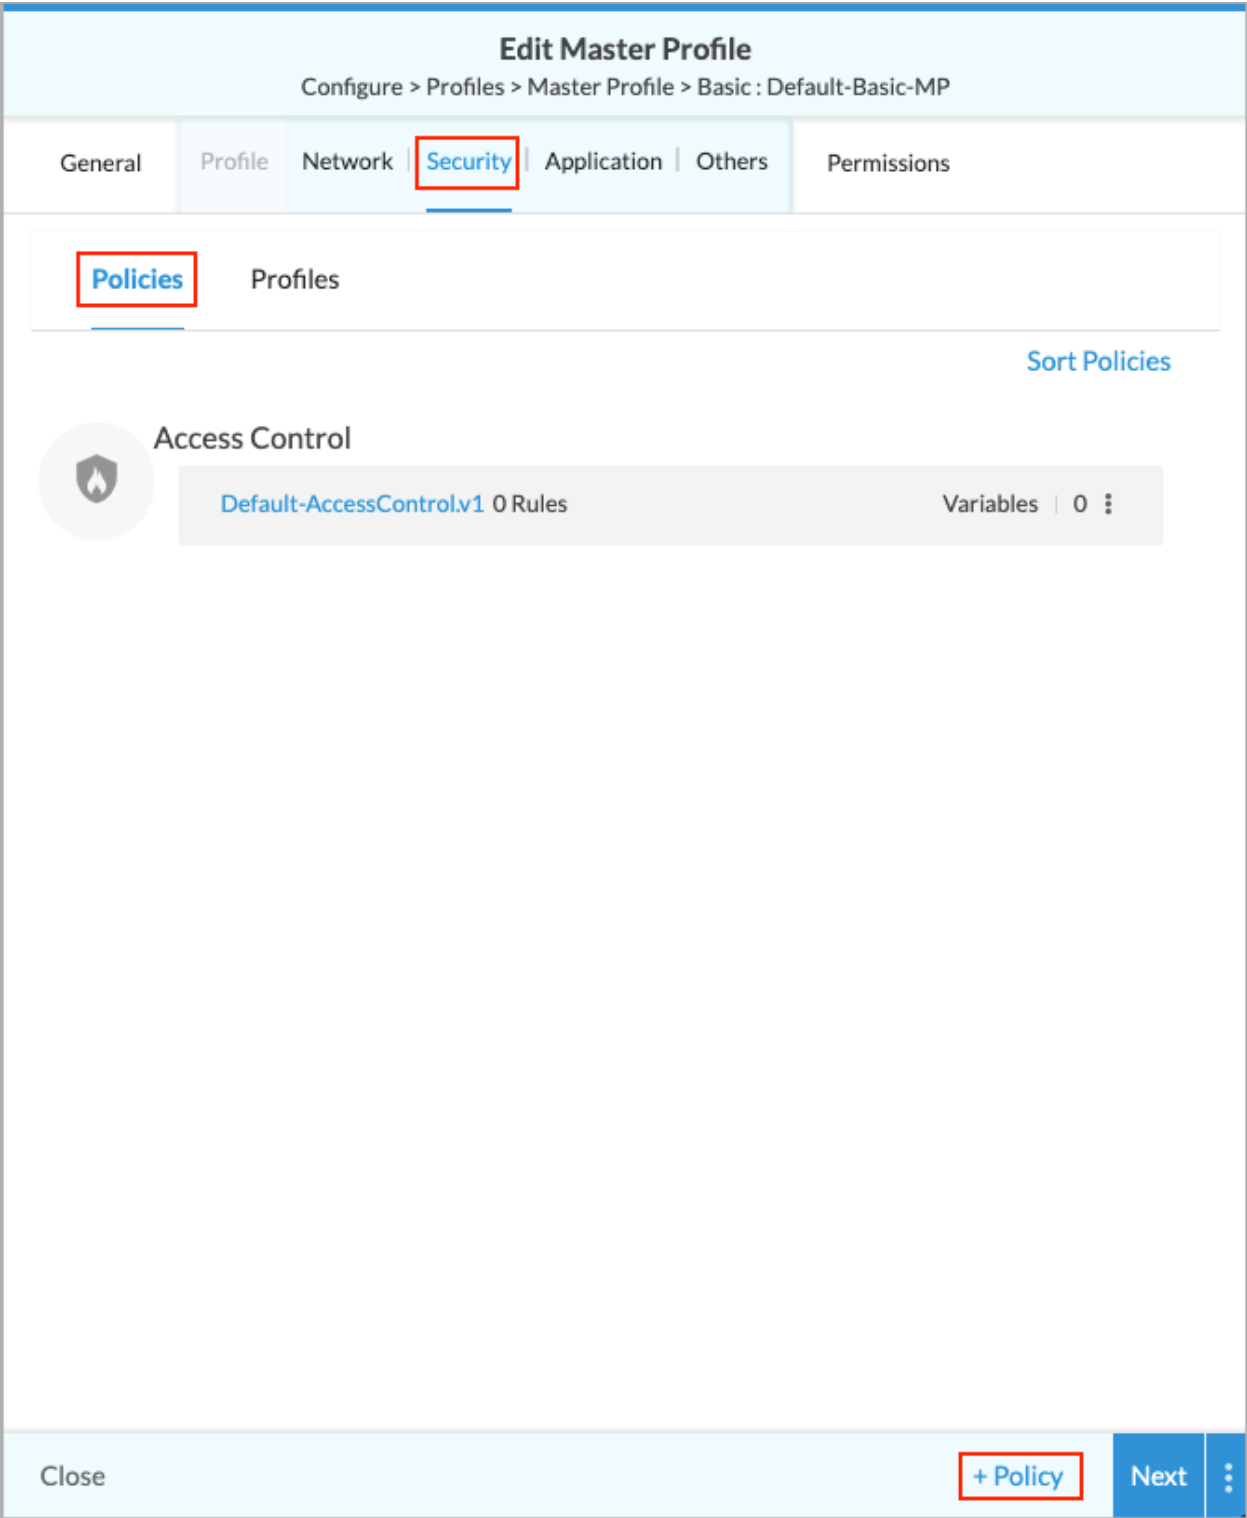 Edit Master Profile
Configure > Profiles > Master Profile > Basic : Default-Basic-MP
General Profile Network | Security | Application | Others Permissions
Policies Profiles
Sort Policies
Access Control
Default-AccessControl.v1 0 Rules Variables | 0
Close + Policy Next